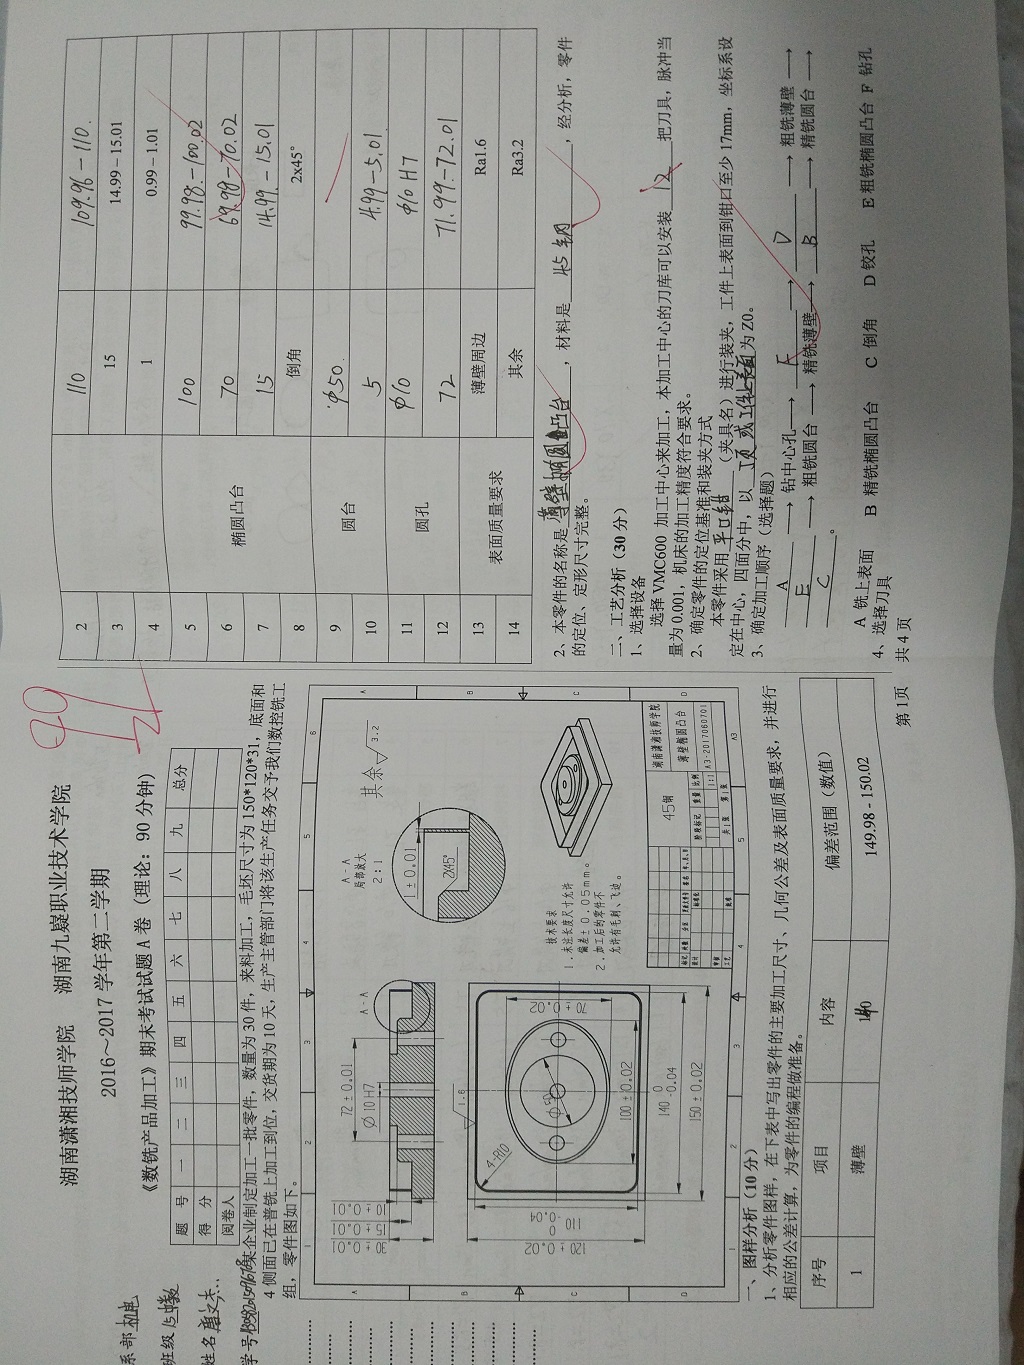 湖南潇湘技师学院 湖南九嶷职业技术学院
2016～2017 学年第二学期
《数铣产品加工》期末考试试题 A 卷（理论：90 分钟）
系部 机电
班级
姓名
学号
题 号 一 二 三 四 五 六 七 八 九 总分
得 分
阅卷人
某企业制定加工一批零件，数量为 30 件，来料加工，毛坯尺寸为 150*120*31，底面和
4 侧面已在普铣上加工到位，交货期为 10 天，生产主管部门将该生产任务交予我们数控铣工
组，零件图如下。
72±0.01
Ø10H7
A-A
30±0.01
15±0.01
10±0.01
1.6
4-R10
Ø50
70±0.02
100±0.02
140 0 -0.04
150±0.02
110 0 -0.04
120±0.02
A-A
局部放大
2:1
1±0.01
2X45°
其余 3.2
技术要求
1.未注长度尺寸允许
偏差±0.05mm。
2.加工后的零件不
允许有毛刺、飞边。
45钢
湖南潇湘技师学院
薄壁椭圆凸台
A3-2017060701
1:1
一、图样分析（10 分）
1、分析零件图样，在下表中写出零件的主要加工尺寸、几何公差及表面质量要求，并进行
相应的公差计算，为零件的编程做准备。
序号 项目 内容 偏差范围（数值）
1 薄壁 149.98 - 150.02
第 1页
2 110 109.96-110
3 15 14.99－15.01
4 1 0.99－1.01
5 椭圆凸台 100 99.98-100.02
6 70 69.98-70.02
7 15 14.99-15.01
8 倒角 2x45°
9 圆台 φ50
10 5 4.99-5.01
11 圆孔 φ10 φ10 H7
12 72 71.99-72.01
13 表面质量要求 薄壁周边 Ra1.6
14 其余 Ra3.2
2、本零件的名称是 薄壁椭圆凸台 ，材料是 45钢 ，经分析，零件
的定位、定形尺寸完整。
二、工艺分析（30 分）
1、选择设备
选择 VMC600 加工中心来加工，本加工中心的刀库可以安装 12 把刀具，脉冲当
量为 0.001，机床的加工精度符合要求。
2、确定零件的定位基准和装夹方式
本零件采用 平口钳 （夹具名）进行装夹，工件上表面到钳口至少 17mm，坐标系设
定在中心，四面分中，以 为 Z0。
3、确定加工顺序（选择题）
A → 钻中心孔 → F → D → 粗铣薄壁 →
E → 粗铣圆台 → 精铣薄壁 → B → 精铣圆台 →
C 。
A 铣上表面 B 精铣椭圆凸台 C 倒角 D 铰孔 E 粗铣椭圆凸台 F 钻孔
4、选择刀具
共 4 页